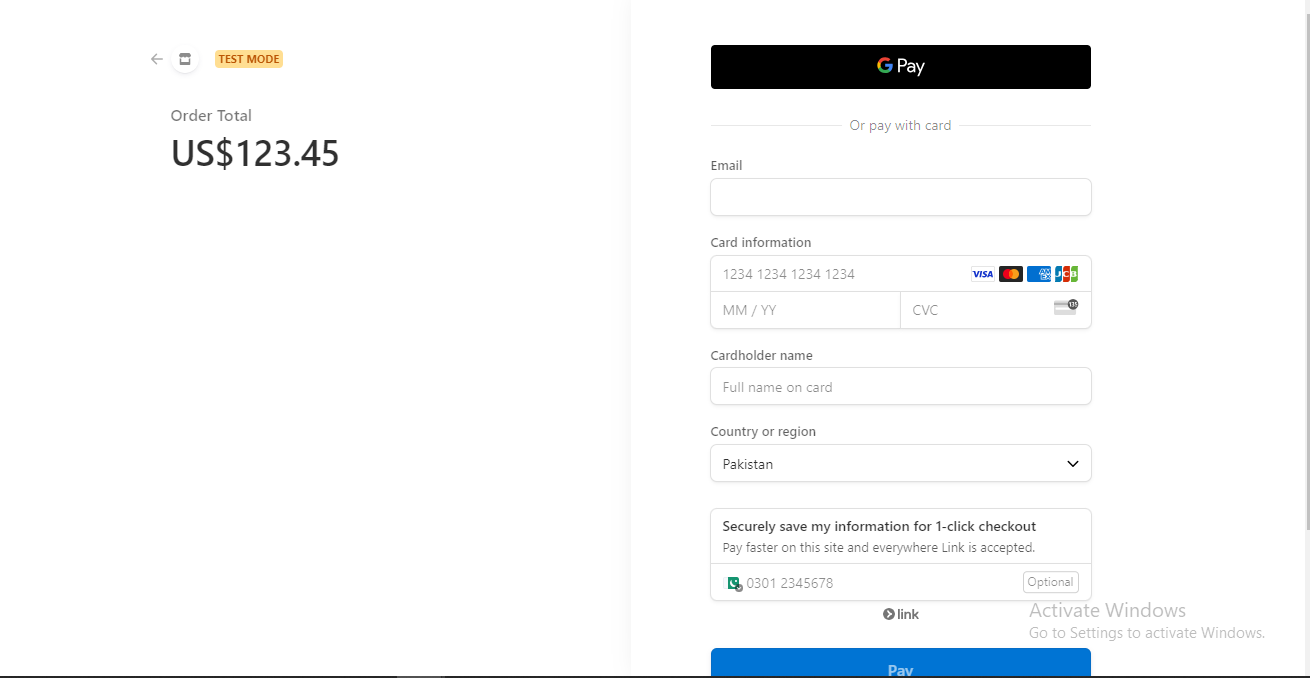 TEST MODE
Order Total
US$123.45
G Pay
Or pay with card
Email
Card information
1234 1234 1234 1234 VISA JCB
MM / YY CVC
Cardholder name
Full name on card
Country or region
Pakistan
Securely save my information for 1-click checkout
Pay faster on this site and everywhere Link is accepted.
0301 2345678 Optional
link
Activate Windows
Go to Settings to activate Windows.
Pay